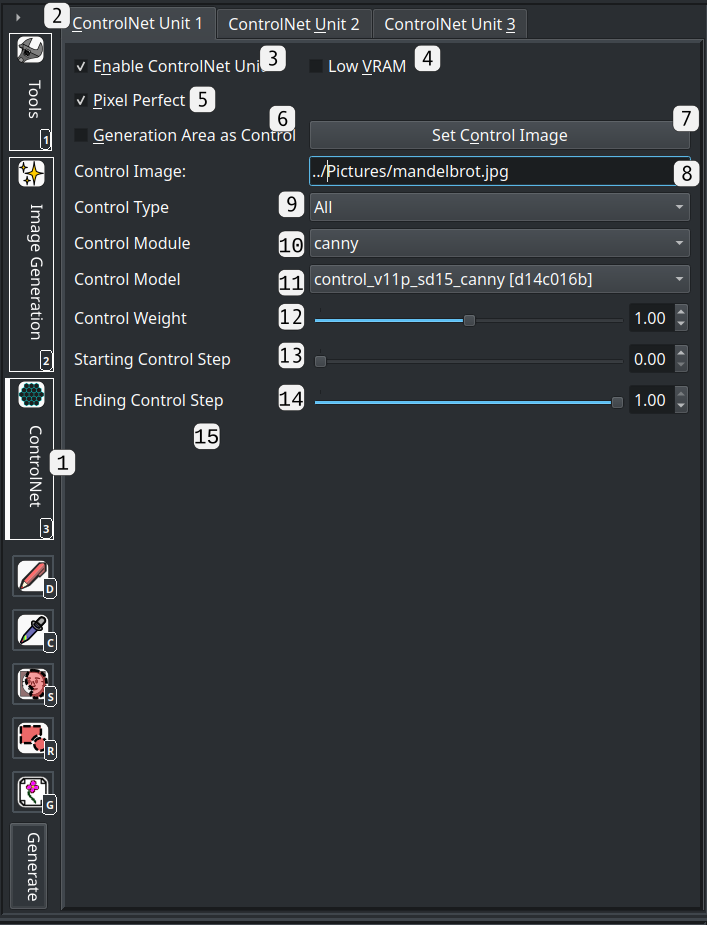 2 ControlNet Unit 1 ControlNet Unit 2 ControlNet Unit 3
Enable ControlNet Unit 3 Low VRAM 4
Pixel Perfect 5
6 7
Generation Area as Control Set Control Image
Control Image: ../Pictures/mandelbrot.jpg 8
Control Type 9 All
Control Module 10 canny
Control Model 11 control_v11p_sd15_canny [d14c016b]
Control Weight 12 1.00
Starting Control Step 13 0.00
Ending Control Step 14 1.00
15
Tools
1
Image Generation
2
ControlNet
1
3
D
C
S
R
G
Generate